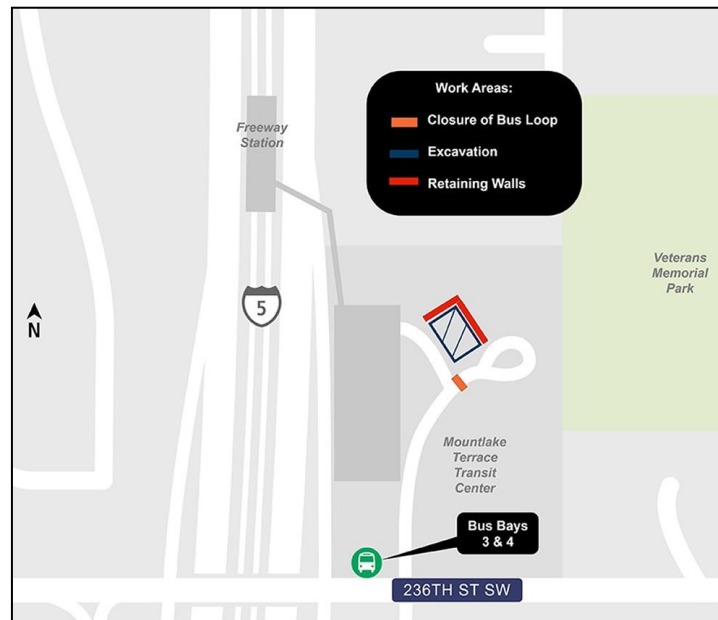 Work Areas:
Closure of Bus Loop
Excavation
Retaining Walls
Freeway
Station
Veterans
Memorial
Park
5
N
Mountlake
Terrace
Transit
Center
Bus Bays
3 & 4
236TH ST SW